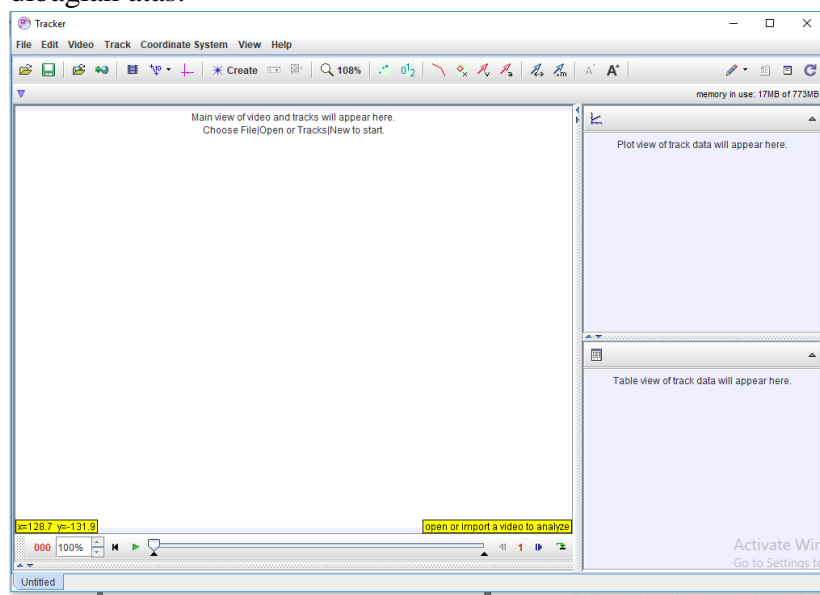 dibagian atas.
Tracker
File Edit Video Track Coordinate System View Help
Create 108%
memory in use: 17MB of 773MB
Main view of video and tracks will appear here.
Choose File|Open or Tracks|New to start.
Plot view of track data will appear here.
Table view of track data will appear here.
x=128.7 y=-131.9
open or import a video to analyze
000 100% 1
Activate Wir
Go to Settings to
Untitled